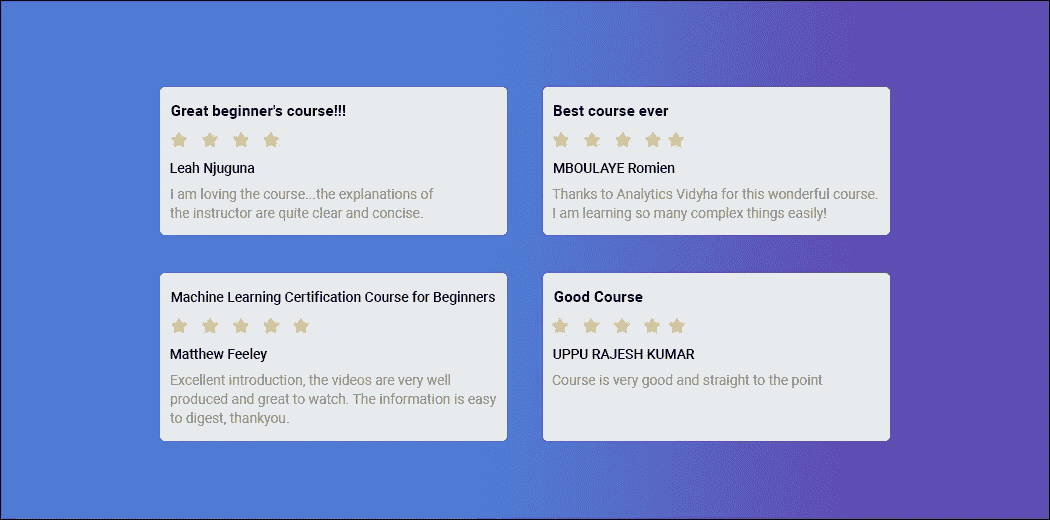 Great beginner's course!!!
Leah Njuguna
I am loving the course...the explanations of
the instructor are quite clear and concise.
Best course ever
MBOULAYE Romien
Thanks to Analytics Vidyha for this wonderful course.
I am learning so many complex things easily!
Machine Learning Certification Course for Beginners
Matthew Feeley
Excellent introduction, the videos are very well
produced and great to watch. The information is easy
to digest, thankyou.
Good Course
UPPU RAJESH KUMAR
Course is very good and straight to the point